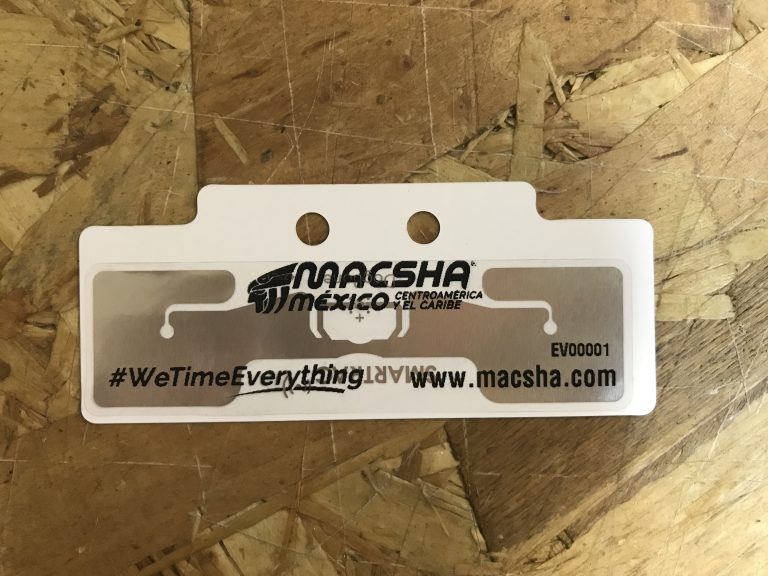 MACSHA
MÉXICO CENTROAMÉRICA
Y EL CARIBE
EV00001
#WeTimeEverything
www.macsha.com